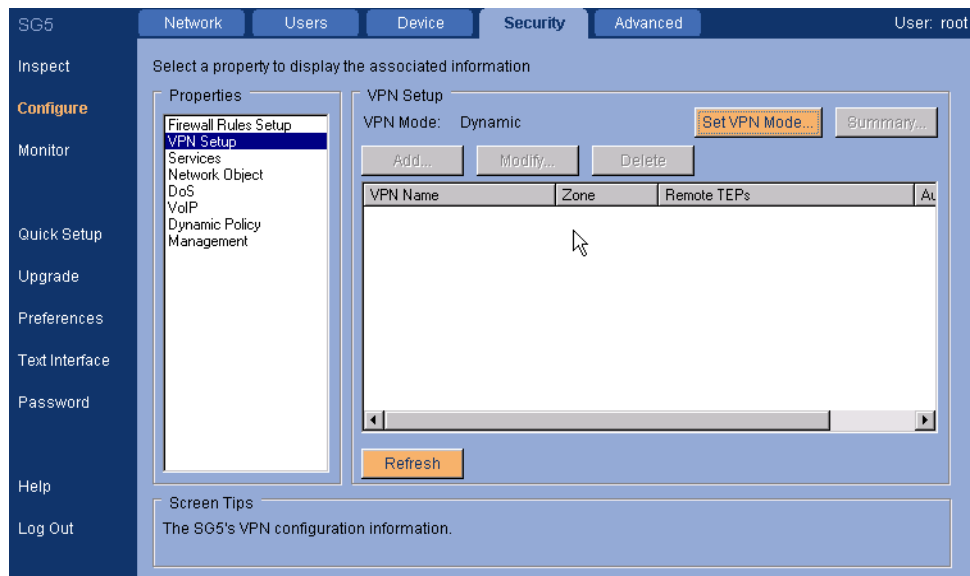 SG5
Network Users Device Security Advanced User: root
Inspect
Configure
Monitor
Quick Setup
Upgrade
Preferences
Text Interface
Password
Help
Log Out
Select a property to display the associated information
Properties
Firewall Rules Setup
VPN Setup
Services
Network Object
DoS
VoIP
Dynamic Policy
Management
VPN Setup
VPN Mode: Dynamic Set VPN Mode... Summary...
Add... Modify... Delete
VPN Name Zone Remote TEPs Au
Refresh
Screen Tips
The SG5's VPN configuration information.